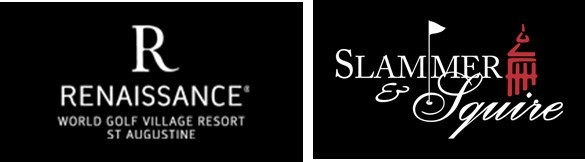 R
RENAISSANCE®
WORLD GOLF VILLAGE RESORT
ST AUGUSTINE
SLAMMER
& Squire